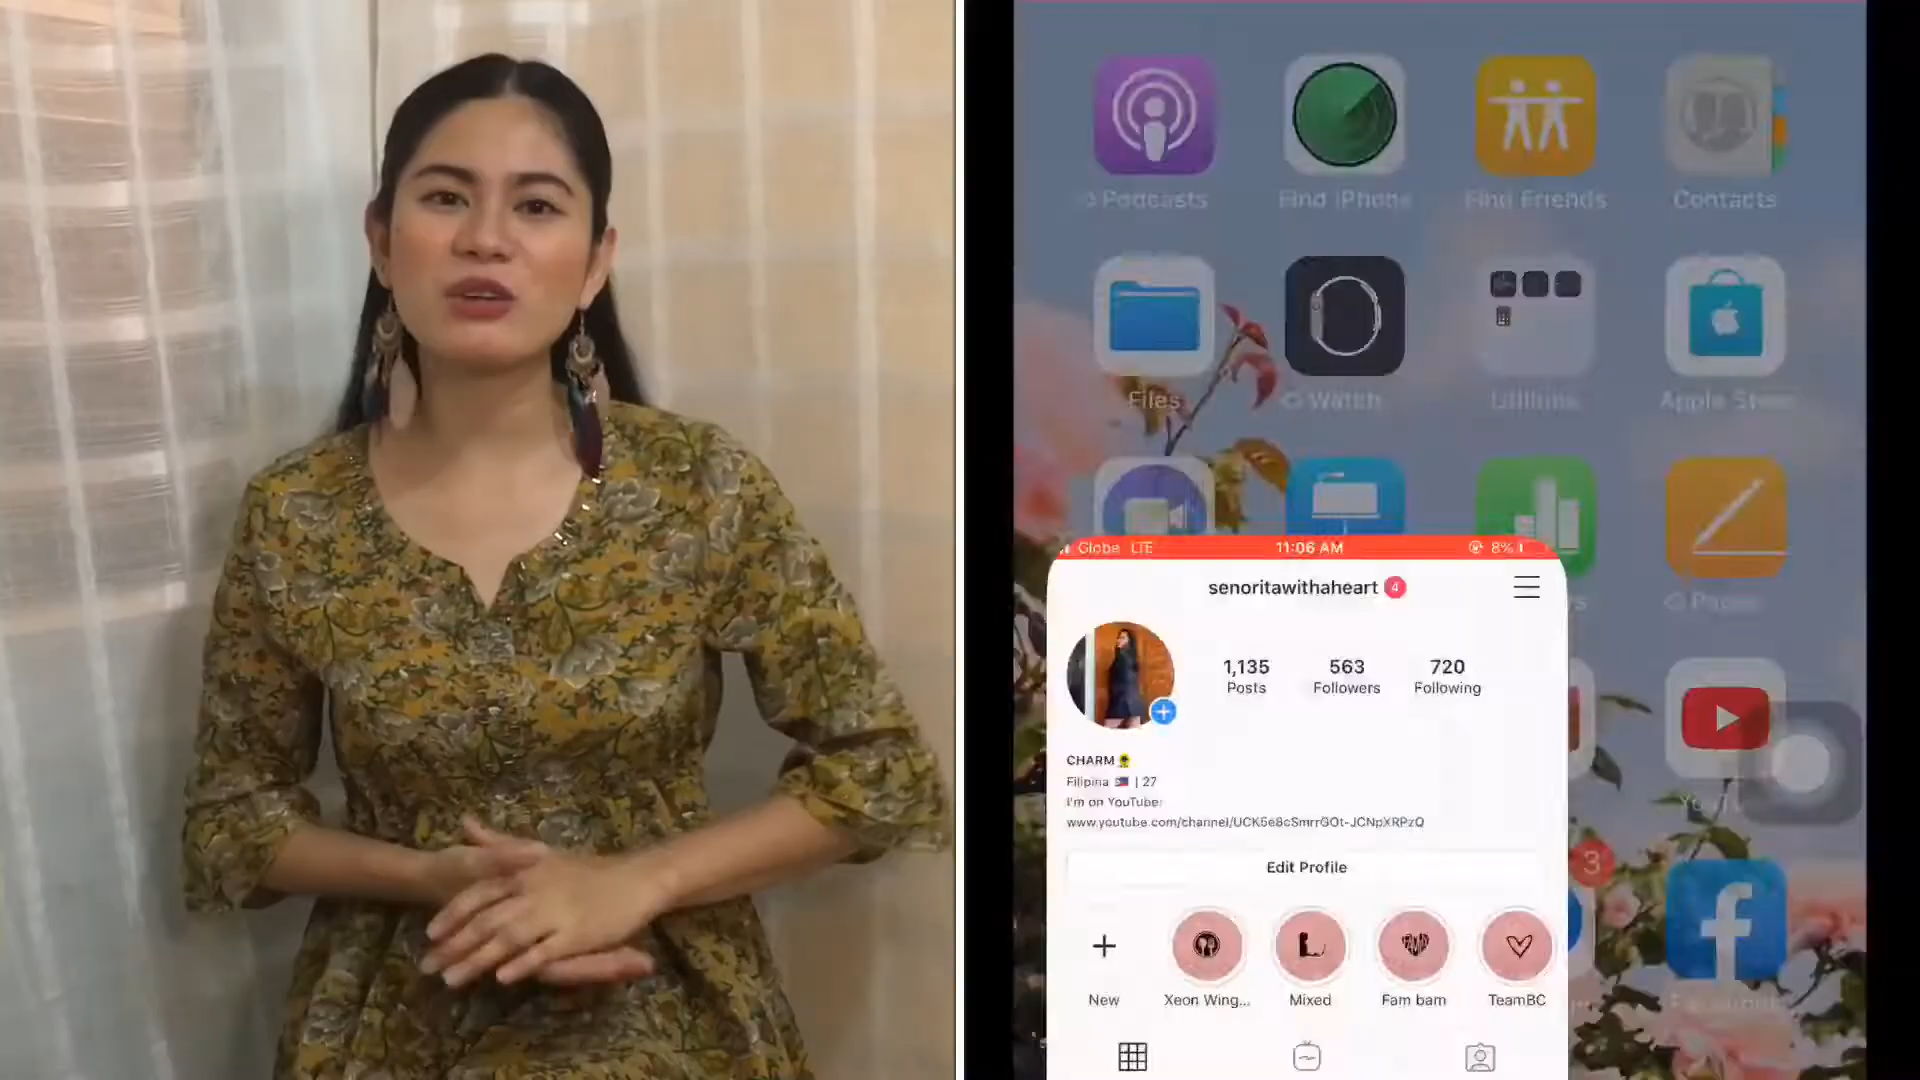 Podcasts
Find iPhone
Find Friends
Contacts
Files
Watch
Utilities
Apple Store
Globe LTE
11:06 AM
8%
senoritawithaheart 4
1,135
563
720
Posts
Followers
Following
CHARM
Filipina 🇵🇭 | 27
I'm on YouTube:
www.youtube.com/channel/UCK5e8cSmrrGOt-JCNpXRPzQ
Edit Profile
3
New
Xeon Wing...
Mixed
Fam bam
TeamBC
Facebook